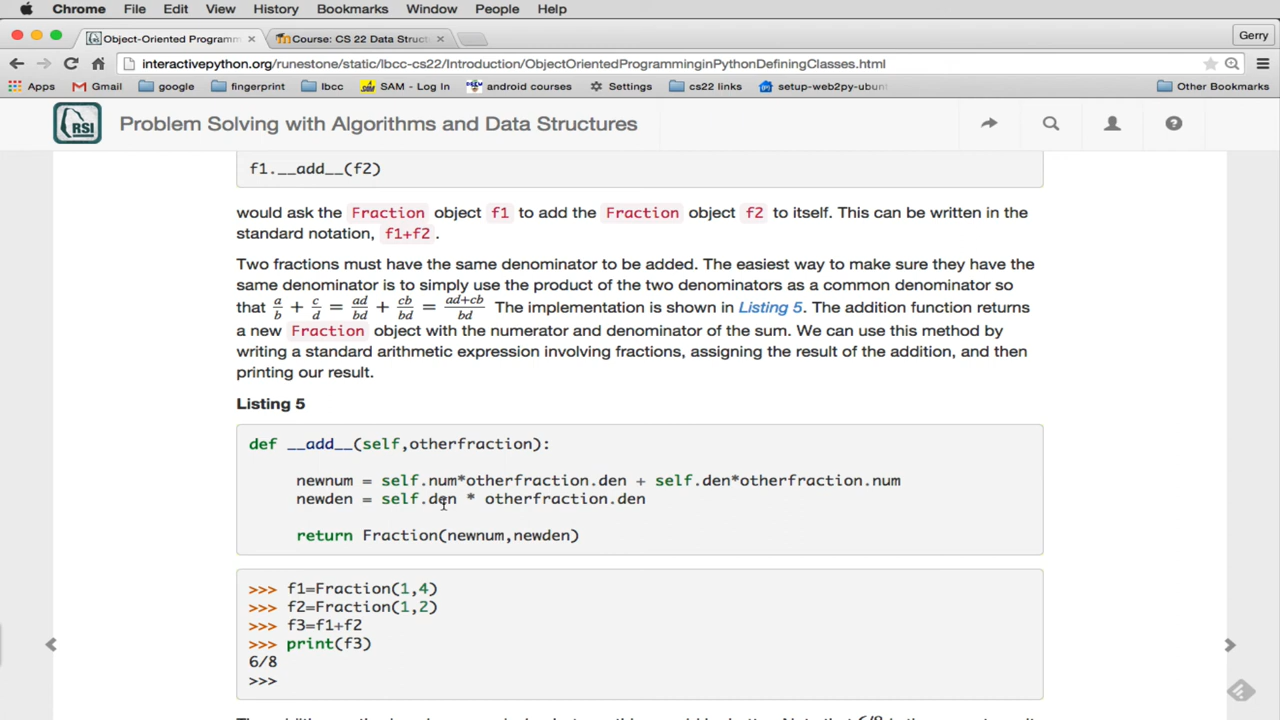 Chrome File Edit View History Bookmarks Window People Help
Object-Oriented Programm × Course: CS 22 Data Struct × Gerry
interactivepython.org/runestone/static/lbcc-cs22/Introduction/ObjectOrientedProgramminginPythonDefiningClasses.html
Apps Gmail google fingerprint lbcc SAM - Log In android courses Settings cs22 links setup-web2py-ubunt Other Bookmarks
RSI Problem Solving with Algorithms and Data Structures
f1.__add__(f2)
would ask the Fraction object f1 to add the Fraction object f2 to itself. This can be written in the
standard notation, f1+f2 .
Two fractions must have the same denominator to be added. The easiest way to make sure they have the
same denominator is to simply use the product of the two denominators as a common denominator so
that a/b + c/d = ad/bd + cb/bd = ad+cb/bd The implementation is shown in Listing 5. The addition function returns
a new Fraction object with the numerator and denominator of the sum. We can use this method by
writing a standard arithmetic expression involving fractions, assigning the result of the addition, and then
printing our result.
Listing 5
def __add__(self,otherfraction):
newnum = self.num*otherfraction.den + self.den*otherfraction.num
newden = self.den * otherfraction.den
return Fraction(newnum,newden)
>>> f1=Fraction(1,4)
>>> f2=Fraction(1,2)
>>> f3=f1+f2
>>> print(f3)
6/8
>>>